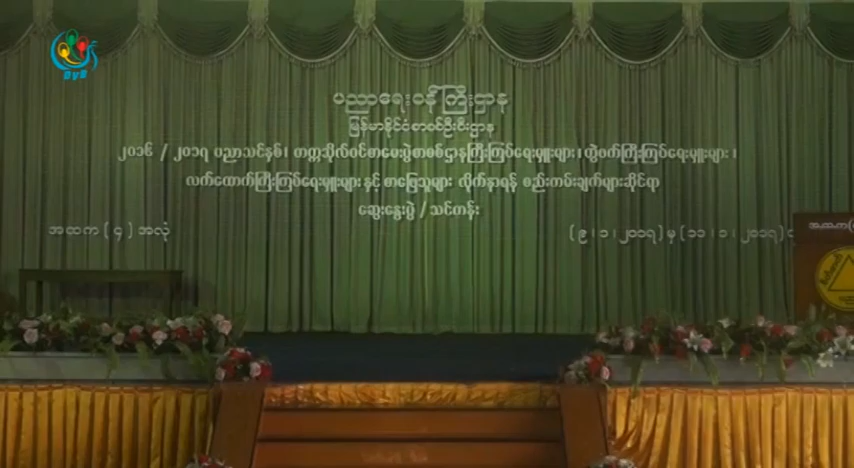 DVB
ပညာရေးဝန်ကြီးဌာန
မြန်မာနိုင်ငံစာစစ်ဦးစီးဌာန
၂၀၁၆ / ၂၀၁၇ ပညာသင်နှစ်၊ တက္ကသိုလ်ဝင်စာမေးပွဲစာစစ်ဌာနကြီးကြပ်ရေးမှူးများ၊ တွဲဖက်ကြီးကြပ်ရေးမှူးများ၊
လက်ထောက်ကြီးကြပ်ရေးမှူးများ နှင့် စာဖြေသူများ လိုက်နာရန် စည်းကမ်းချက်များဆိုင်ရာ
ဆွေးနွေးပွဲ / သင်တန်း
အထက ( ၄ ) အလုံ
( ၉ ၊ ၁ ၊ ၂၀၁၇ ) မှ ( ၁၁ ၊ ၁ ၊ ၂၀၁၇ )